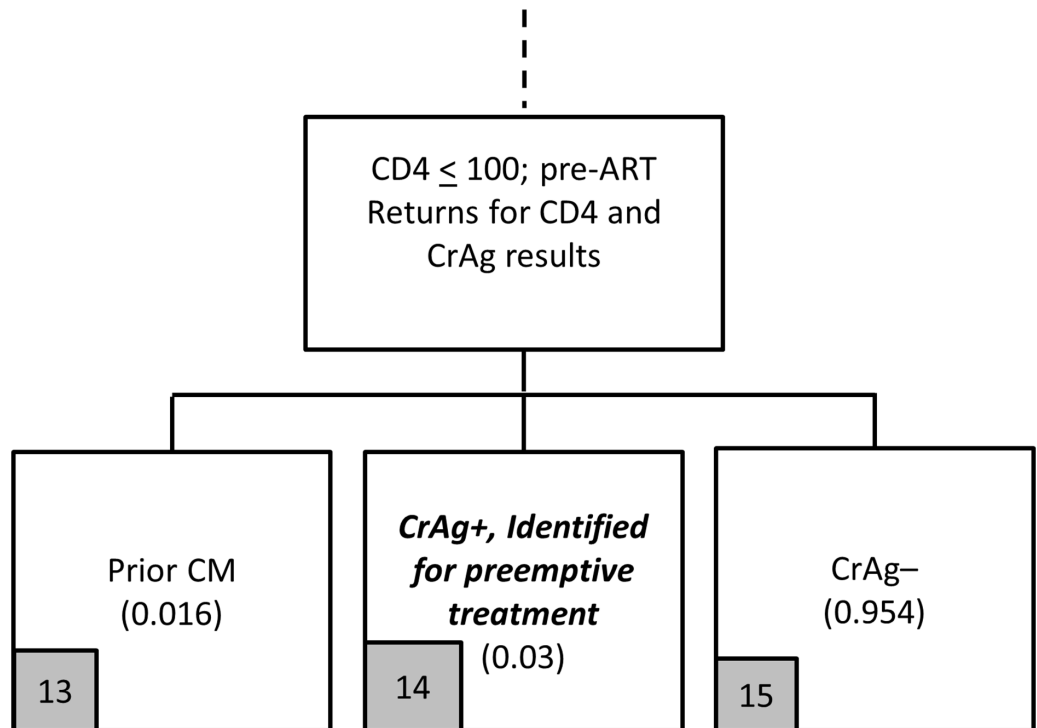 CD4 ≤ 100; pre-ART
Returns for CD4 and
CrAg results
Prior CM
(0.016)
13
CrAg+, Identified
for preemptive
treatment
(0.03)
14
CrAg–
(0.954)
15